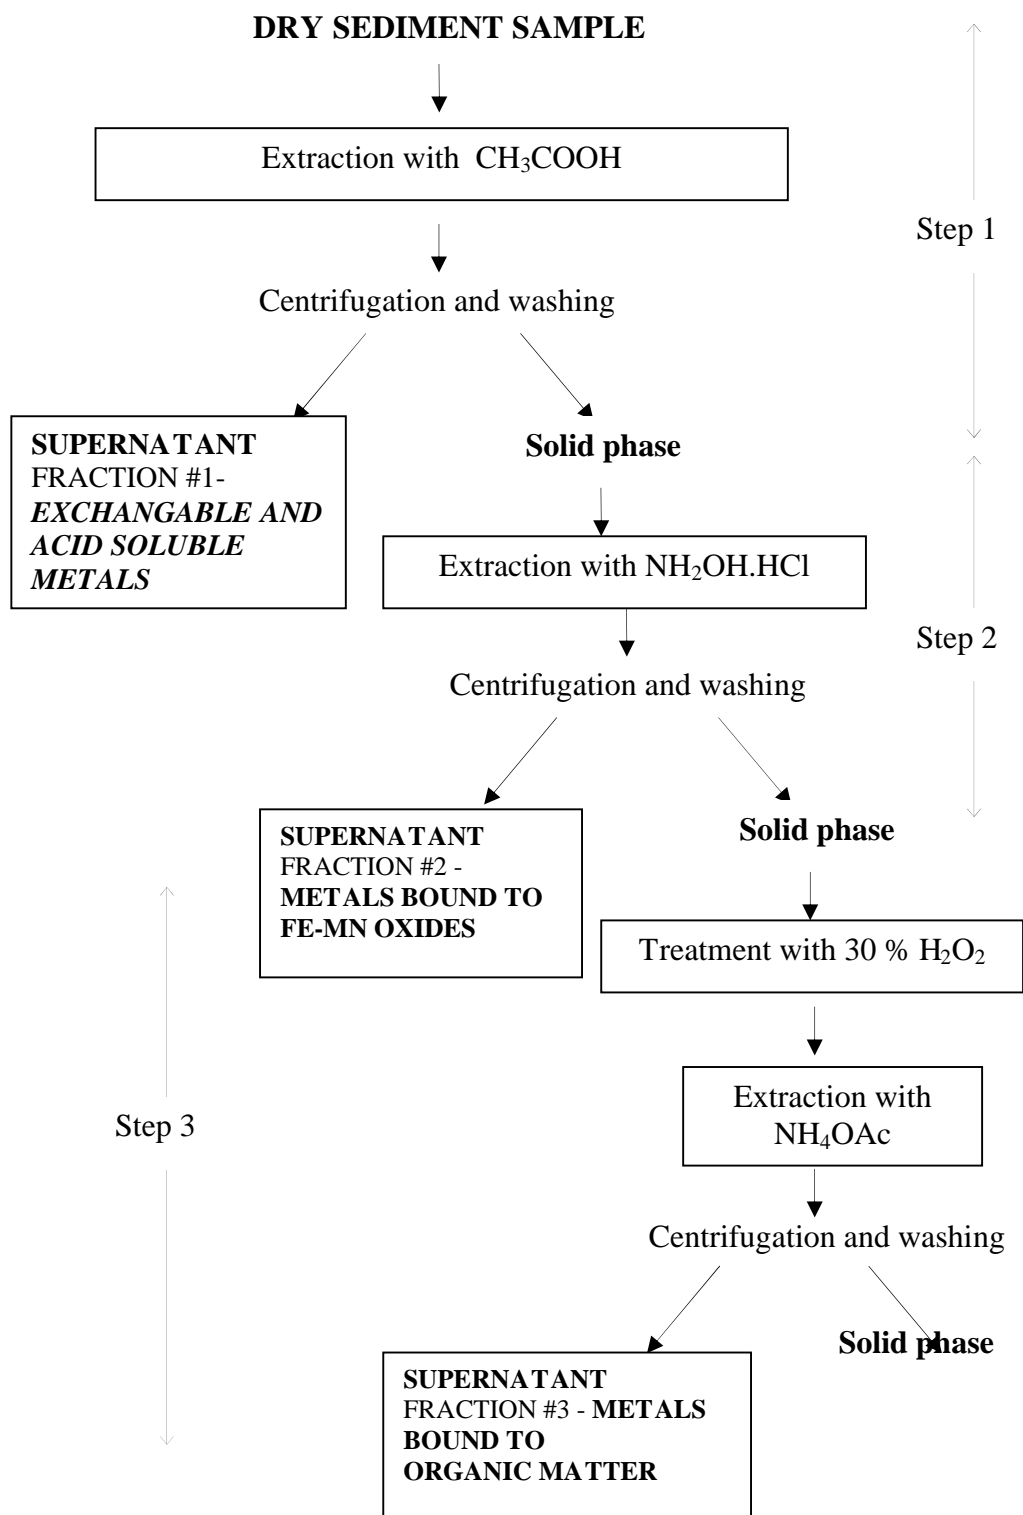 DRY SEDIMENT SAMPLE
Extraction with CH₃COOH
Step 1
Centrifugation and washing
SUPERNATANT
FRACTION #1-
EXCHANGABLE AND
ACID SOLUBLE
METALS
Solid phase
Extraction with NH₂OH.HCl
Step 2
Centrifugation and washing
SUPERNATANT
FRACTION #2 -
METALS BOUND TO
FE-MN OXIDES
Solid phase
Treatment with 30 % H₂O₂
Extraction with
NH₄OAc
Step 3
Centrifugation and washing
Solid phase
SUPERNATANT
FRACTION #3 - METALS
BOUND TO
ORGANIC MATTER